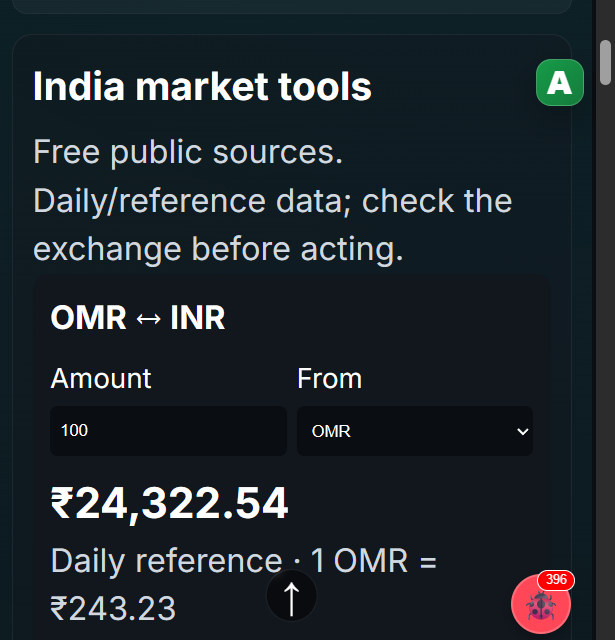 India market tools
A
Free public sources.
Daily/reference data; check the
exchange before acting.
OMR ↔ INR
Amount
From
100
OMR
₹24,322.54
Daily reference · 1 OMR =
₹243.23
396